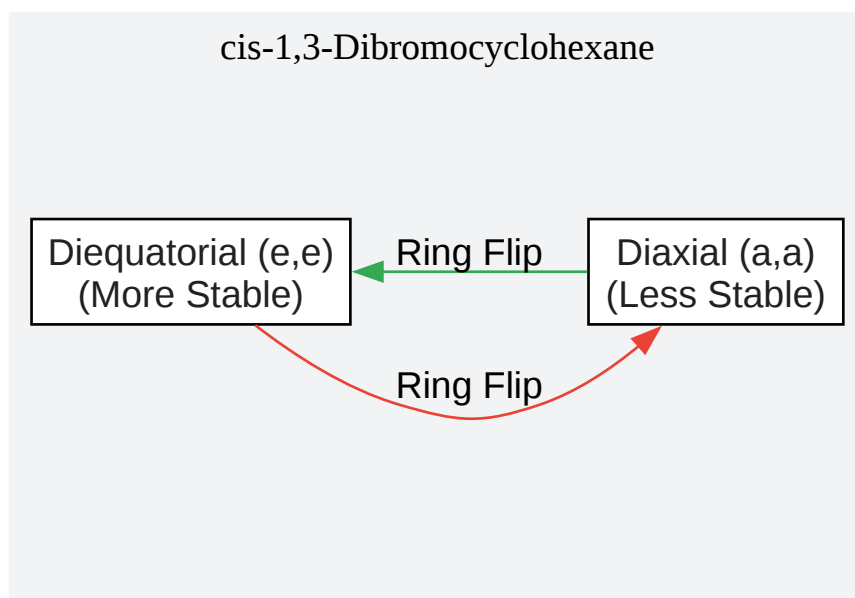 cis-1,3-Dibromocyclohexane
Diequatorial (e,e)
(More Stable)
Ring Flip
Diaxial (a,a)
(Less Stable)
Ring Flip